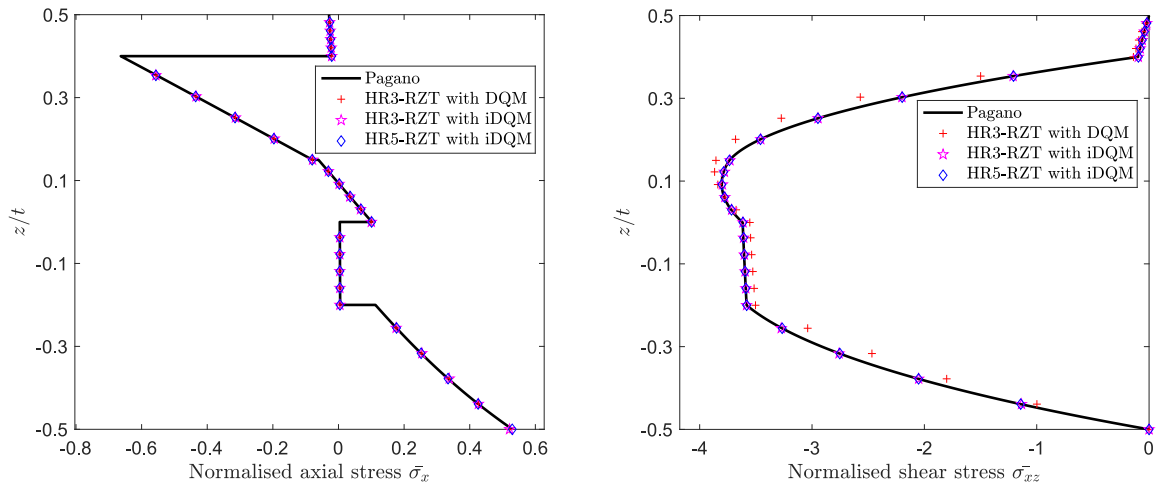 0.5
0.3
0.1
-0.1
-0.3
-0.5
z/t
-0.8 -0.6 -0.4 -0.2 0 0.2 0.4 0.6
Normalised axial stress σ̄x
Pagano
HR3-RZT with DQM
HR3-RZT with iDQM
HR5-RZT with iDQM
0.5
0.3
0.1
-0.1
-0.3
-0.5
z/t
-4 -3 -2 -1 0
Normalised shear stress σ̄xz
Pagano
HR3-RZT with DQM
HR3-RZT with iDQM
HR5-RZT with iDQM